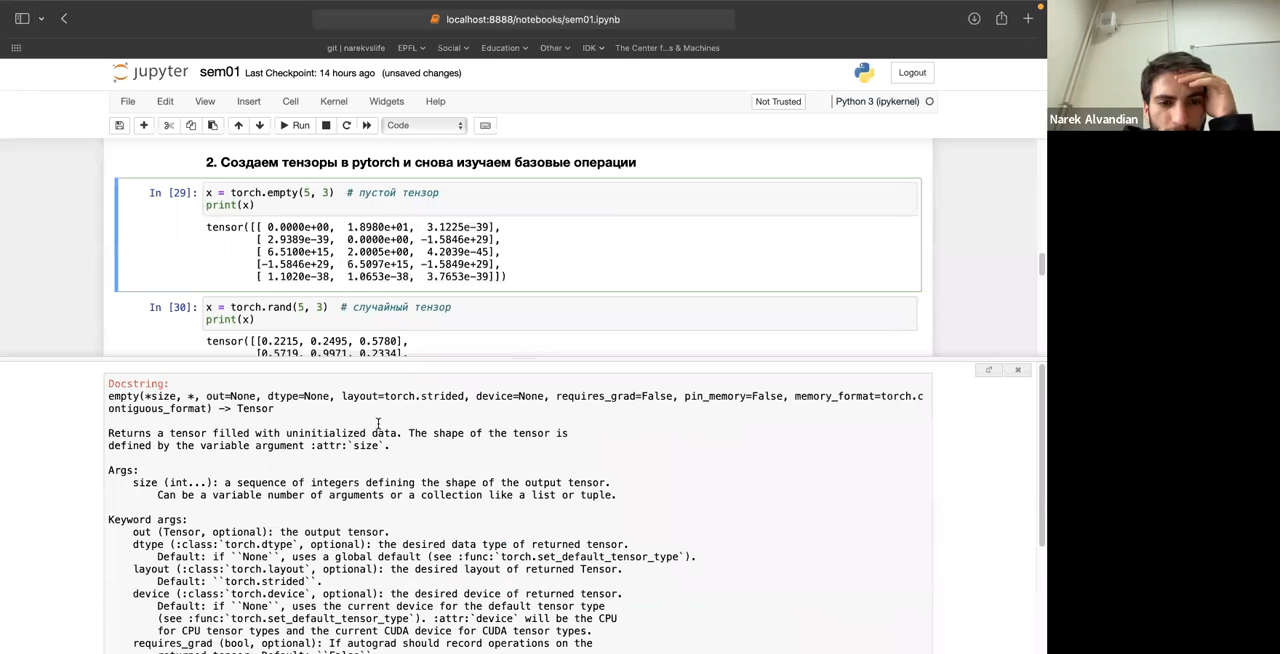 localhost:8888/notebooks/sem01.ipynb
git | narekvslife EPFL Social Education Other IDK The Center f...s & Machines
jupyter sem01 Last Checkpoint: 14 hours ago (unsaved changes) Logout
File Edit View Insert Cell Kernel Widgets Help Not Trusted Python 3 (ipykernel)
Run Code
2. Создаем тензоры в pytorch и снова изучаем базовые операции
In [29]: x = torch.empty(5, 3) # пустой тензор
print(x)
tensor([[ 0.0000e+00, 1.8980e+01, 3.1225e-39],
[ 2.9389e-39, 0.0000e+00, -1.5846e+29],
[ 6.5100e+15, 2.0005e+00, 4.2039e-45],
[-1.5846e+29, 6.5097e+15, -1.5849e+29],
[ 1.1020e-38, 1.0653e-38, 3.7653e-39]])
In [30]: x = torch.rand(5, 3) # случайный тензор
print(x)
tensor([[0.2215, 0.2495, 0.5780],
[0.5719, 0.9971, 0.2334],
Docstring:
empty(*size, *, out=None, dtype=None, layout=torch.strided, device=None, requires_grad=False, pin_memory=False, memory_format=torch.c
ontiguous_format) -> Tensor
Returns a tensor filled with uninitialized data. The shape of the tensor is
defined by the variable argument :attr:`size`.
Args:
size (int...): a sequence of integers defining the shape of the output tensor.
Can be a variable number of arguments or a collection like a list or tuple.
Keyword args:
out (Tensor, optional): the output tensor.
dtype (:class:`torch.dtype`, optional): the desired data type of returned tensor.
Default: if ``None``, uses a global default (see :func:`torch.set_default_tensor_type`).
layout (:class:`torch.layout`, optional): the desired layout of returned Tensor.
Default: ``torch.strided``.
device (:class:`torch.device`, optional): the desired device of returned tensor.
Default: if ``None``, uses the current device for the default tensor type
(see :func:`torch.set_default_tensor_type`). :attr:`device` will be the CPU
for CPU tensor types and the current CUDA device for CUDA tensor types.
requires_grad (bool, optional): If autograd should record operations on the
returned tensor. Default: ``False``.
Narek Alvandian